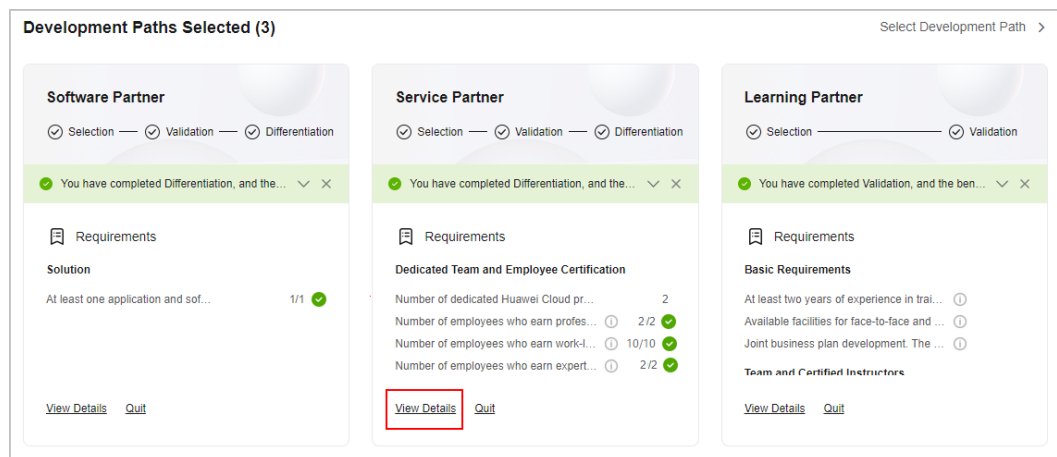 Development Paths Selected (3)
Select Development Path
Software Partner
Selection
Validation
Differentiation
You have completed Differentiation, and the...
Requirements
Solution
At least one application and sof...
1/1
View Details
Quit
Service Partner
Selection
Validation
Differentiation
You have completed Differentiation, and the...
Requirements
Dedicated Team and Employee Certification
Number of dedicated Huawei Cloud pr...
2
Number of employees who earn profes...
2/2
Number of employees who earn work-l...
10/10
Number of employees who earn expert...
2/2
View Details
Quit
Learning Partner
Selection
Validation
You have completed Validation, and the ben...
Requirements
Basic Requirements
At least two years of experience in trai...
Available facilities for face-to-face and ...
Joint business plan development. The ...
Team and Certified Instructors
View Details
Quit